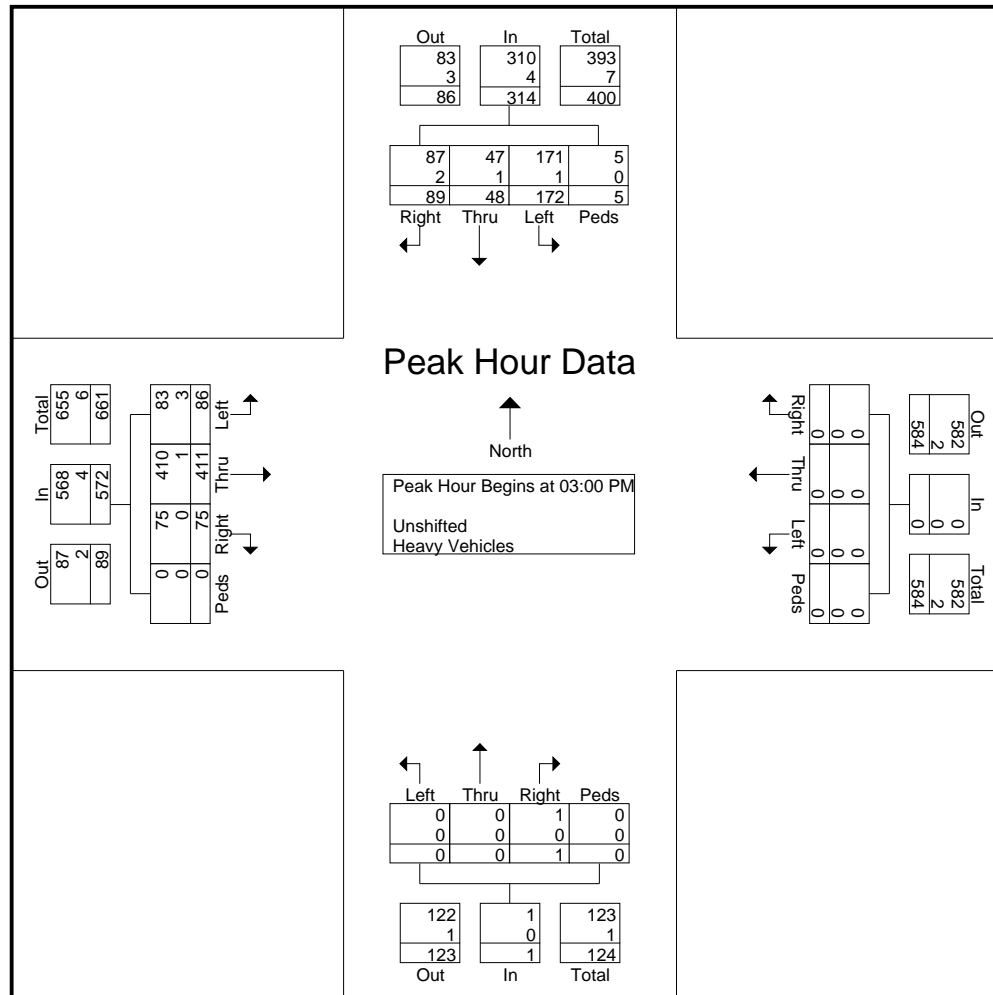 Out In Total
83 310 393
3 4 7
86 314 400
87 47 171 5
2 1 1 0
89 48 172 5
Right Thru Left Peds
Peak Hour Data
North
Peak Hour Begins at 03:00 PM
Unshifted
Heavy Vehicles
Total In Out
655 568 87
6 4 2
661 572 89
83 410 75 0
3 1 0 0
86 411 75 0
Left Thru Right Peds
Out In Total
582 0 582
2 0 2
584 0 584
0 0 0 0
0 0 0 0
0 0 0 0
Right Thru Left Peds
Left Thru Right Peds
0 0 1 0
0 0 0 0
0 0 1 0
122 1 123
1 0 1
123 1 124
Out In Total